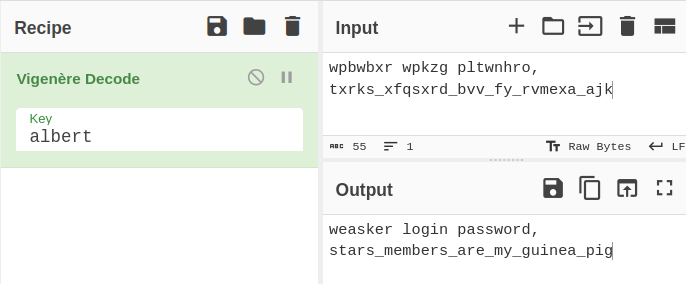 Recipe
Vigenère Decode
Key
albert
Input
wpbwbxr wpkzg pltwnhro,
txrks_xfqsxrd_bvv_fy_rvmexa_ajk
ABC 55 1 Tt Raw Bytes LF
Output
weasker login password,
stars_members_are_my_guinea_pig